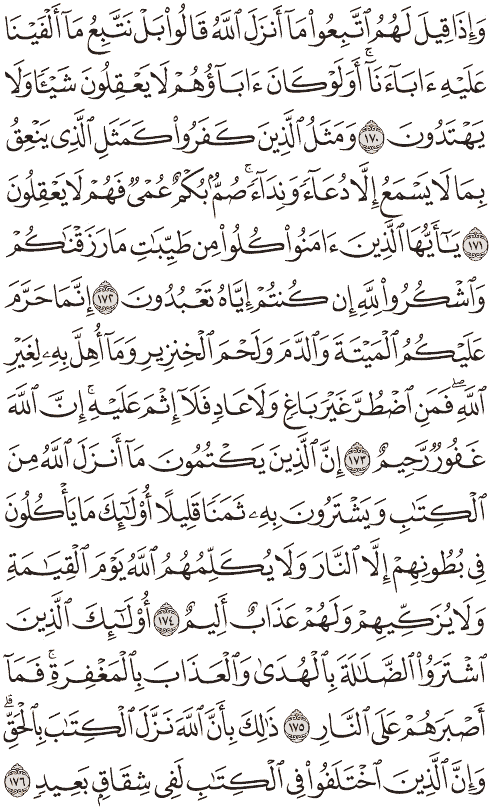 وَإِذَا قِيلَ لَهُمُ ٱتَّبِعُوا۟ مَآ أَنزَلَ ٱللَّهُ قَالُوا۟ بَلْ نَتَّبِعُ مَآ أَلْفَيْنَا
عَلَيْهِ ءَابَآءَنَآ ۗ أَوَلَوْ كَانَ ءَابَآؤُهُمْ لَا يَعْقِلُونَ شَيْـًٔا وَلَا
يَهْتَدُونَ ١٧٠ وَمَثَلُ ٱلَّذِينَ كَفَرُوا۟ كَمَثَلِ ٱلَّذِى يَنْعِقُ
بِمَا لَا يَسْمَعُ إِلَّا دُعَآءً وَنِدَآءً ۚ صُمٌّۢ بُكْمٌ عُمْىٌ فَهُمْ لَا يَعْقِلُونَ
١٧١ يَـٰٓأَيُّهَا ٱلَّذِينَ ءَامَنُوا۟ كُلُوا۟ مِن طَيِّبَـٰتِ مَا رَزَقْنَـٰكُمْ
وَٱشْكُرُوا۟ لِلَّهِ إِن كُنتُمْ إِيَّاهُ تَعْبُدُونَ ١٧٢ إِنَّمَا حَرَّمَ
عَلَيْكُمُ ٱلْمَيْتَةَ وَٱلدَّمَ وَلَحْمَ ٱلْخِنزِيرِ وَمَآ أُهِلَّ بِهِۦ لِغَيْرِ
ٱللَّهِ ۖ فَمَنِ ٱضْطُرَّ غَيْرَ بَاغٍ وَلَا عَادٍ فَلَآ إِثْمَ عَلَيْهِ ۚ إِنَّ ٱللَّهَ
غَفُورٌ رَّحِيمٌ ١٧٣ إِنَّ ٱلَّذِينَ يَكْتُمُونَ مَآ أَنزَلَ ٱللَّهُ مِنَ
ٱلْكِتَـٰبِ وَيَشْتَرُونَ بِهِۦ ثَمَنًا قَلِيلًا ۙ أُو۟لَـٰٓئِكَ مَا يَأْكُلُونَ
فِى بُطُونِهِمْ إِلَّا ٱلنَّارَ وَلَا يُكَلِّمُهُمُ ٱللَّهُ يَوْمَ ٱلْقِيَـٰمَةِ
وَلَا يُزَكِّيهِمْ وَلَهُمْ عَذَابٌ أَلِيمٌ ١٧٤ أُو۟لَـٰٓئِكَ ٱلَّذِينَ
ٱشْتَرَوُا۟ ٱلضَّلَـٰلَةَ بِٱلْهُدَىٰ وَٱلْعَذَابَ بِٱلْمَغْفِرَةِ ۚ فَمَآ
أَصْبَرَهُمْ عَلَى ٱلنَّارِ ١٧٥ ذَٰلِكَ بِأَنَّ ٱللَّهَ نَزَّلَ ٱلْكِتَـٰبَ بِٱلْحَقِّ ۗ
وَإِنَّ ٱلَّذِينَ ٱخْتَلَفُوا۟ فِى ٱلْكِتَـٰبِ لَفِى شِقَاقٍۭ بَعِيدٍ ١٧٦